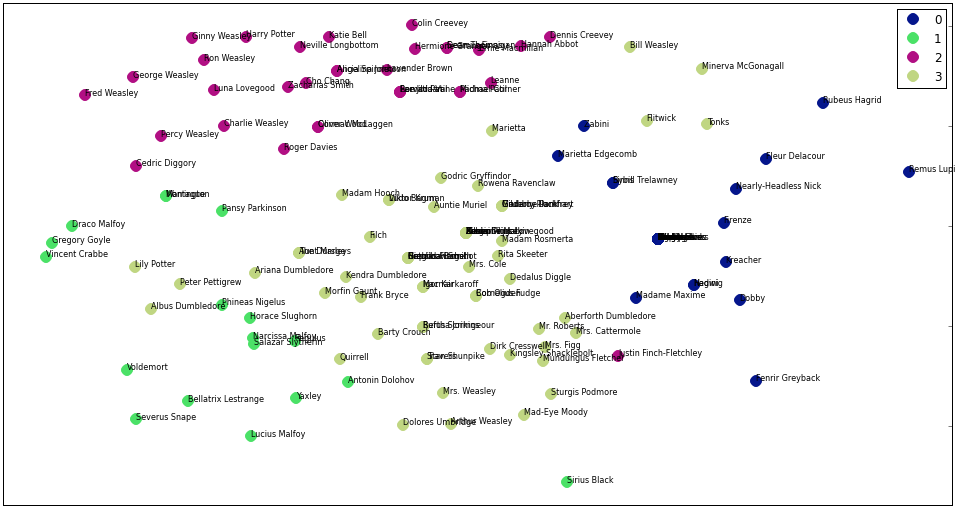 0
1
2
3
Colin Creevey
Ginny Weasley
Harry Potter
Katie Bell
Dennis Creevey
Neville Longbottom
Hannah Abbot
Bill Weasley
Ron Weasley
Lavender Brown
Minerva McGonagall
George Weasley
Cho Chang
Leanne
Luna Lovegood
Zacharias Smith
Fred Weasley
Rubeus Hagrid
Flitwick
Tonks
Charlie Weasley
Zabini
Marietta
Percy Weasley
Roger Davies
Marietta Edgecomb
Fleur Delacour
Cedric Diggory
Remus Lupi
Godric Gryffindor
Trelawney
Rowena Ravenclaw
Nearly-Headless Nick
Madam Hooch
Auntie Muriel
Pansy Parkinson
Draco Malfoy
Firenze
Filch
Gregory Goyle
Madam Rosmerta
Vincent Crabbe
Rita Skeeter
Lily Potter
Mrs. Cole
Kreacher
Ariana Dumbledore
Kendra Dumbledore
Dedalus Diggle
Peter Pettigrew
Morfin Gaunt
Frank Bryce
Madame Maxime
Dobby
Phineas Nigelus
Albus Dumbledore
Horace Slughorn
Aberforth Dumbledore
Barty Crouch
Mr. Roberts
Mrs. Cattermole
Narcissa Malfoy
Salazar Slytherin
Dirk Cresswell
Mrs. Figg
Kingsley Shacklebolt
Justin Finch-Fletchley
Quirrell
Mundungus Fletcher
Voldemort
Antonin Dolohov
Fenrir Greyback
Mrs. Weasley
Sturgis Podmore
Bellatrix Lestrange
Yaxley
Mad-Eye Moody
Severus Snape
Dolores Umbridge
Arthur Weasley
Lucius Malfoy
Sirius Black